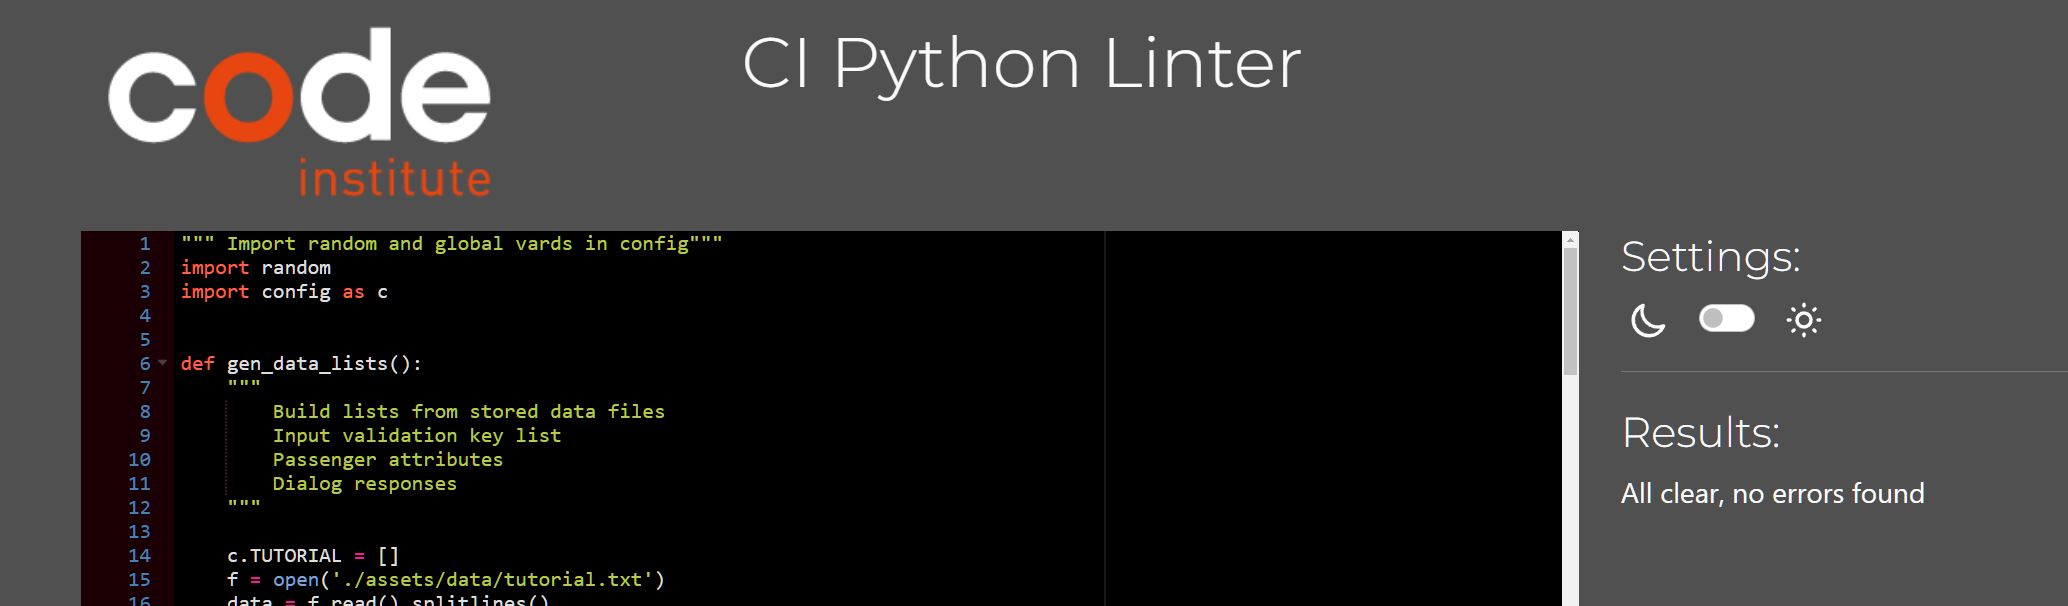 code
institute
CI Python Linter
1 """ Import random and global vards in config"""
2 import random
3 import config as c
4
5
6 def gen_data_lists():
7 """
8 Build lists from stored data files
9 Input validation key list
10 Passenger attributes
11 Dialog responses
12 """
13
14 c.TUTORIAL = []
15 f = open('./assets/data/tutorial.txt')
16 data = f.read().splitlines()
Settings:
Results:
All clear, no errors found